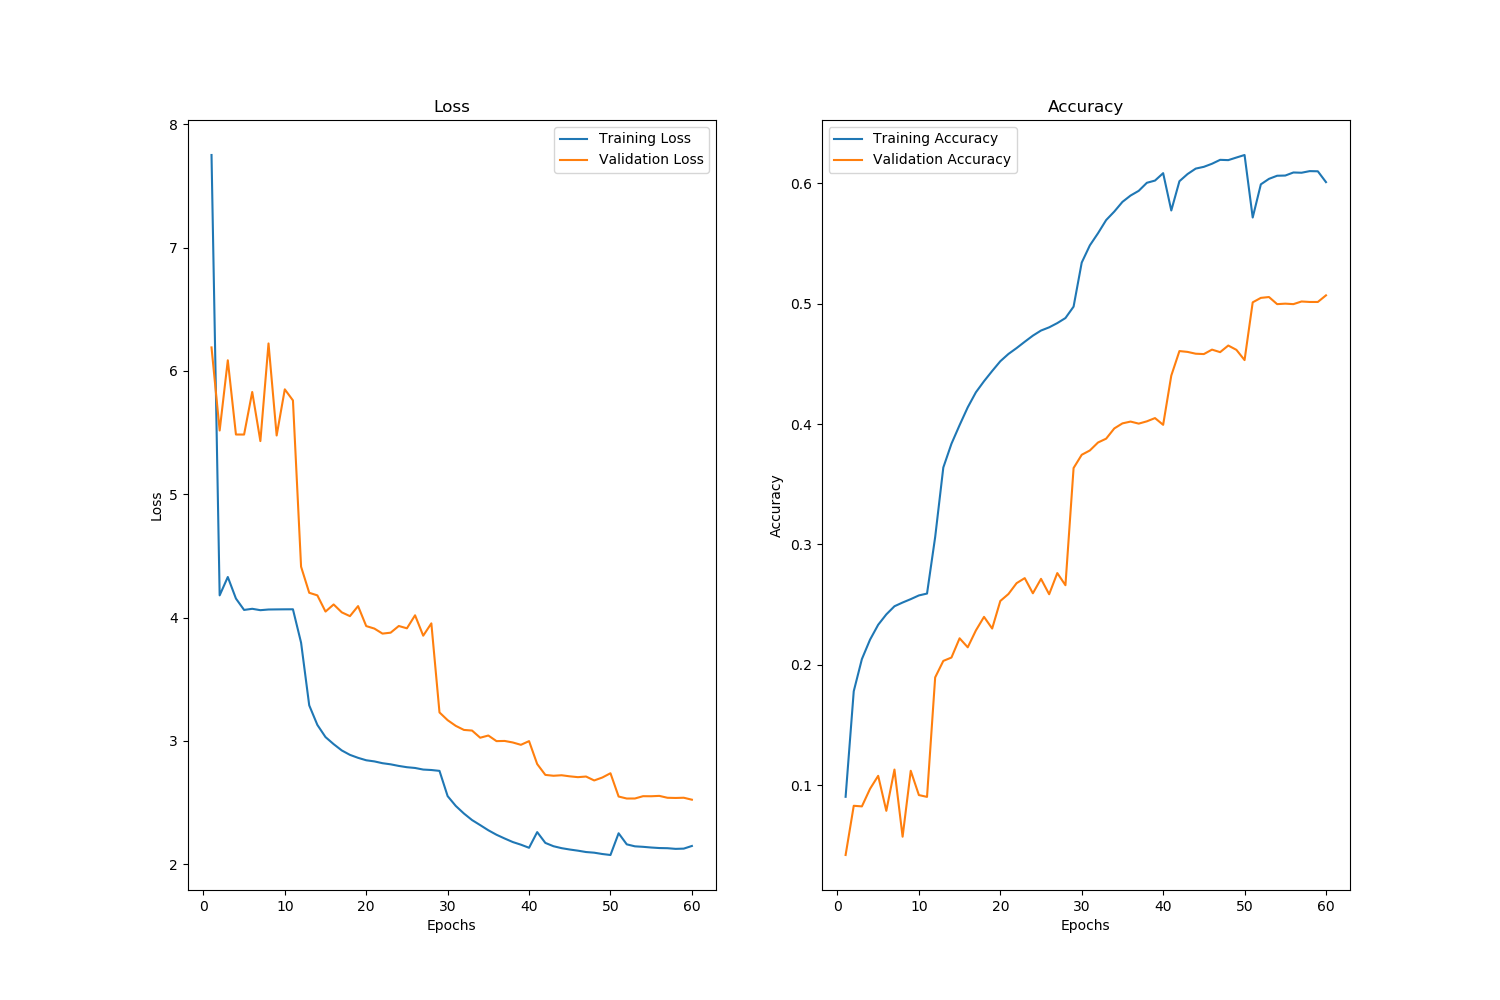 Loss
Training Loss
Validation Loss
8
7
6
5
4
3
2
Loss
0 10 20 30 40 50 60
Epochs
Accuracy
Training Accuracy
Validation Accuracy
0.6
0.5
0.4
0.3
0.2
0.1
Accuracy
0 10 20 30 40 50 60
Epochs